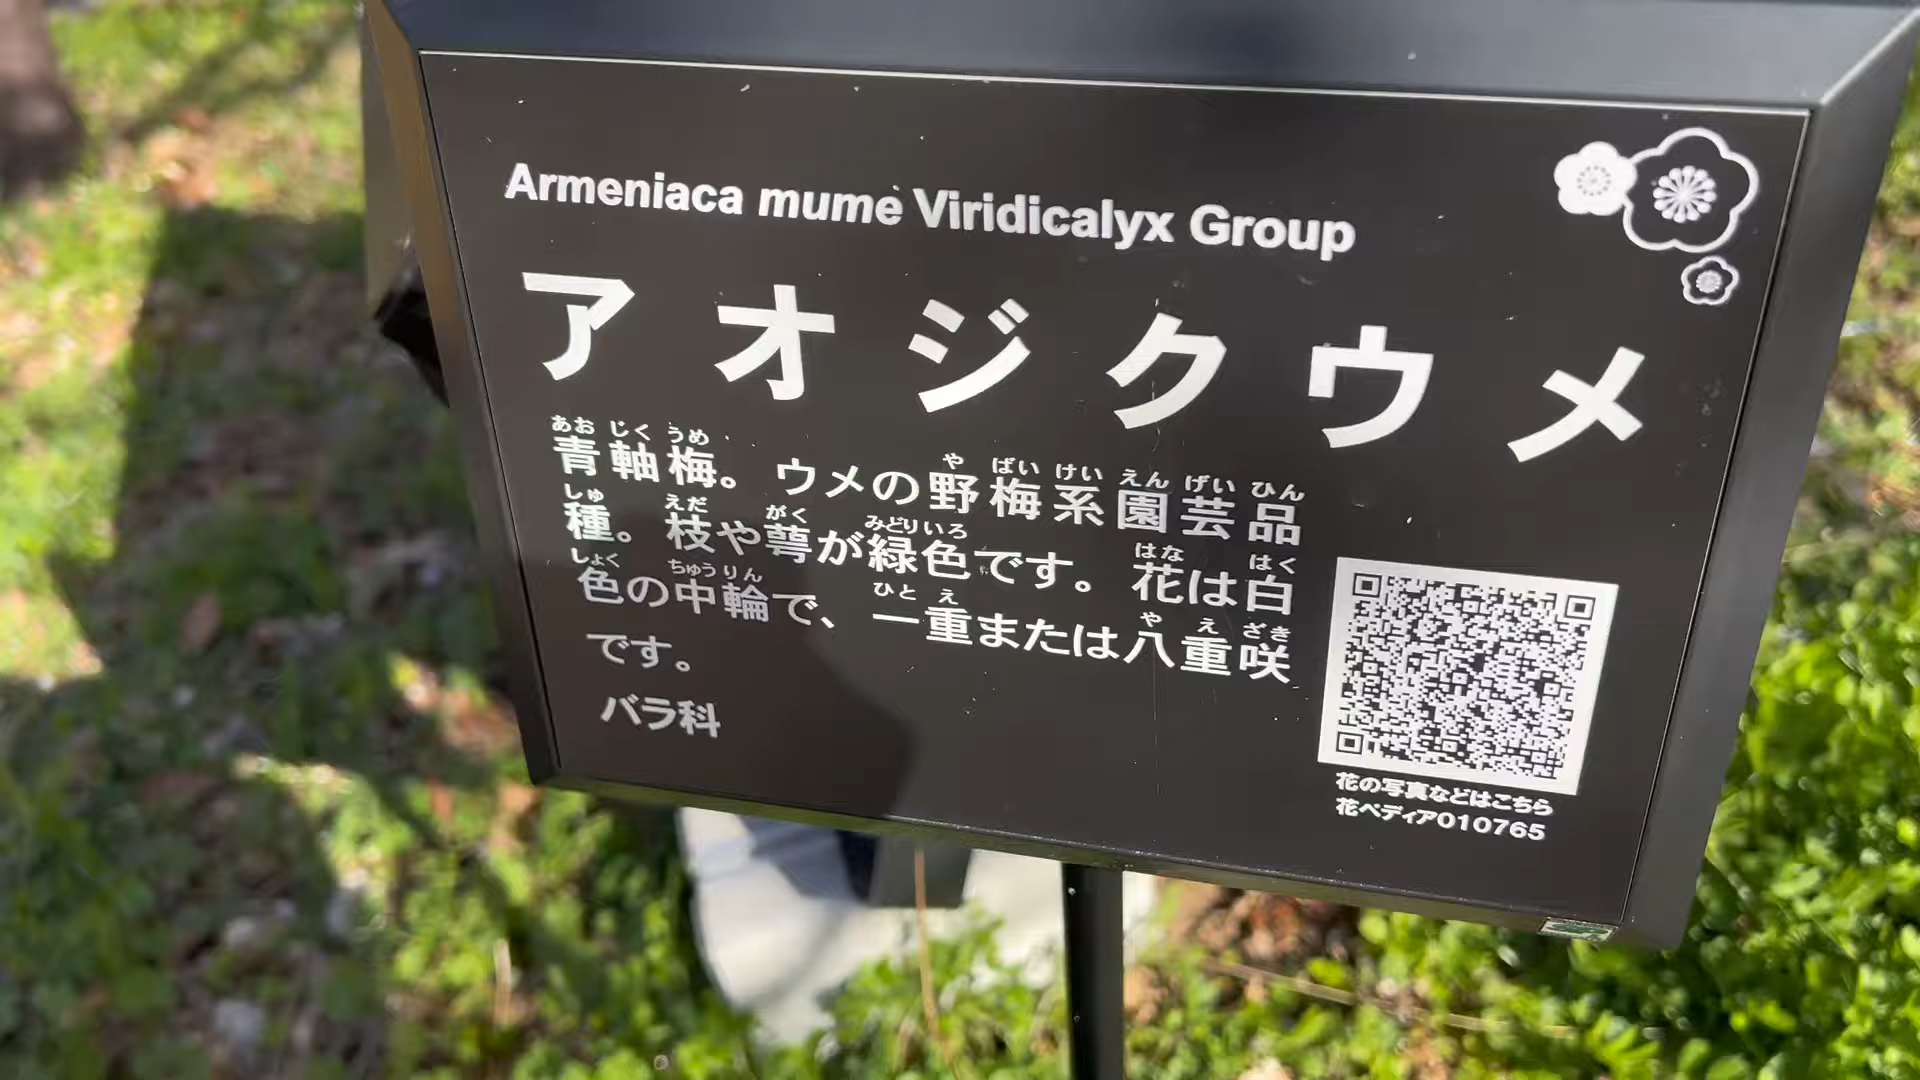 Armeniaca mume Viridicalyx Group
アオジクウメ
あお じく うめ
青軸梅。ウメの野梅系園芸品
や ばい けい えん げい ひん
しゅ えだ がく みどりいろ はな はく
種。枝や萼が緑色です。花は白
しょく ちゅうりん ひと え や え ざき
色の中輪で、一重または八重咲
です。
バラ科
花の写真などはこちら
花ペディア010765